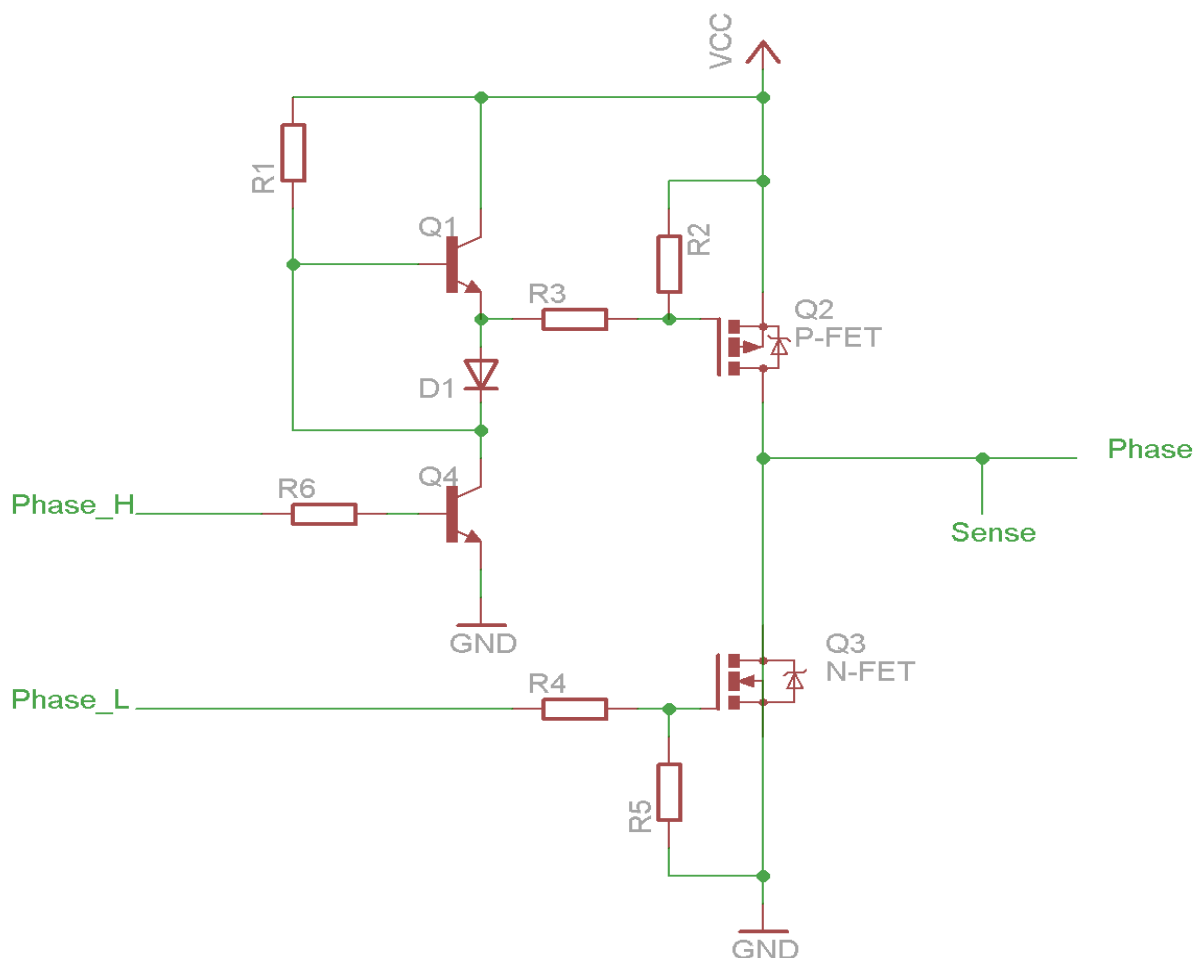 VCC
R1
Q1
R2
R3
Q2
P-FET
D1
Phase
Q4
R6
Phase_H
Sense
GND
Q3
N-FET
R4
Phase_L
R5
GND